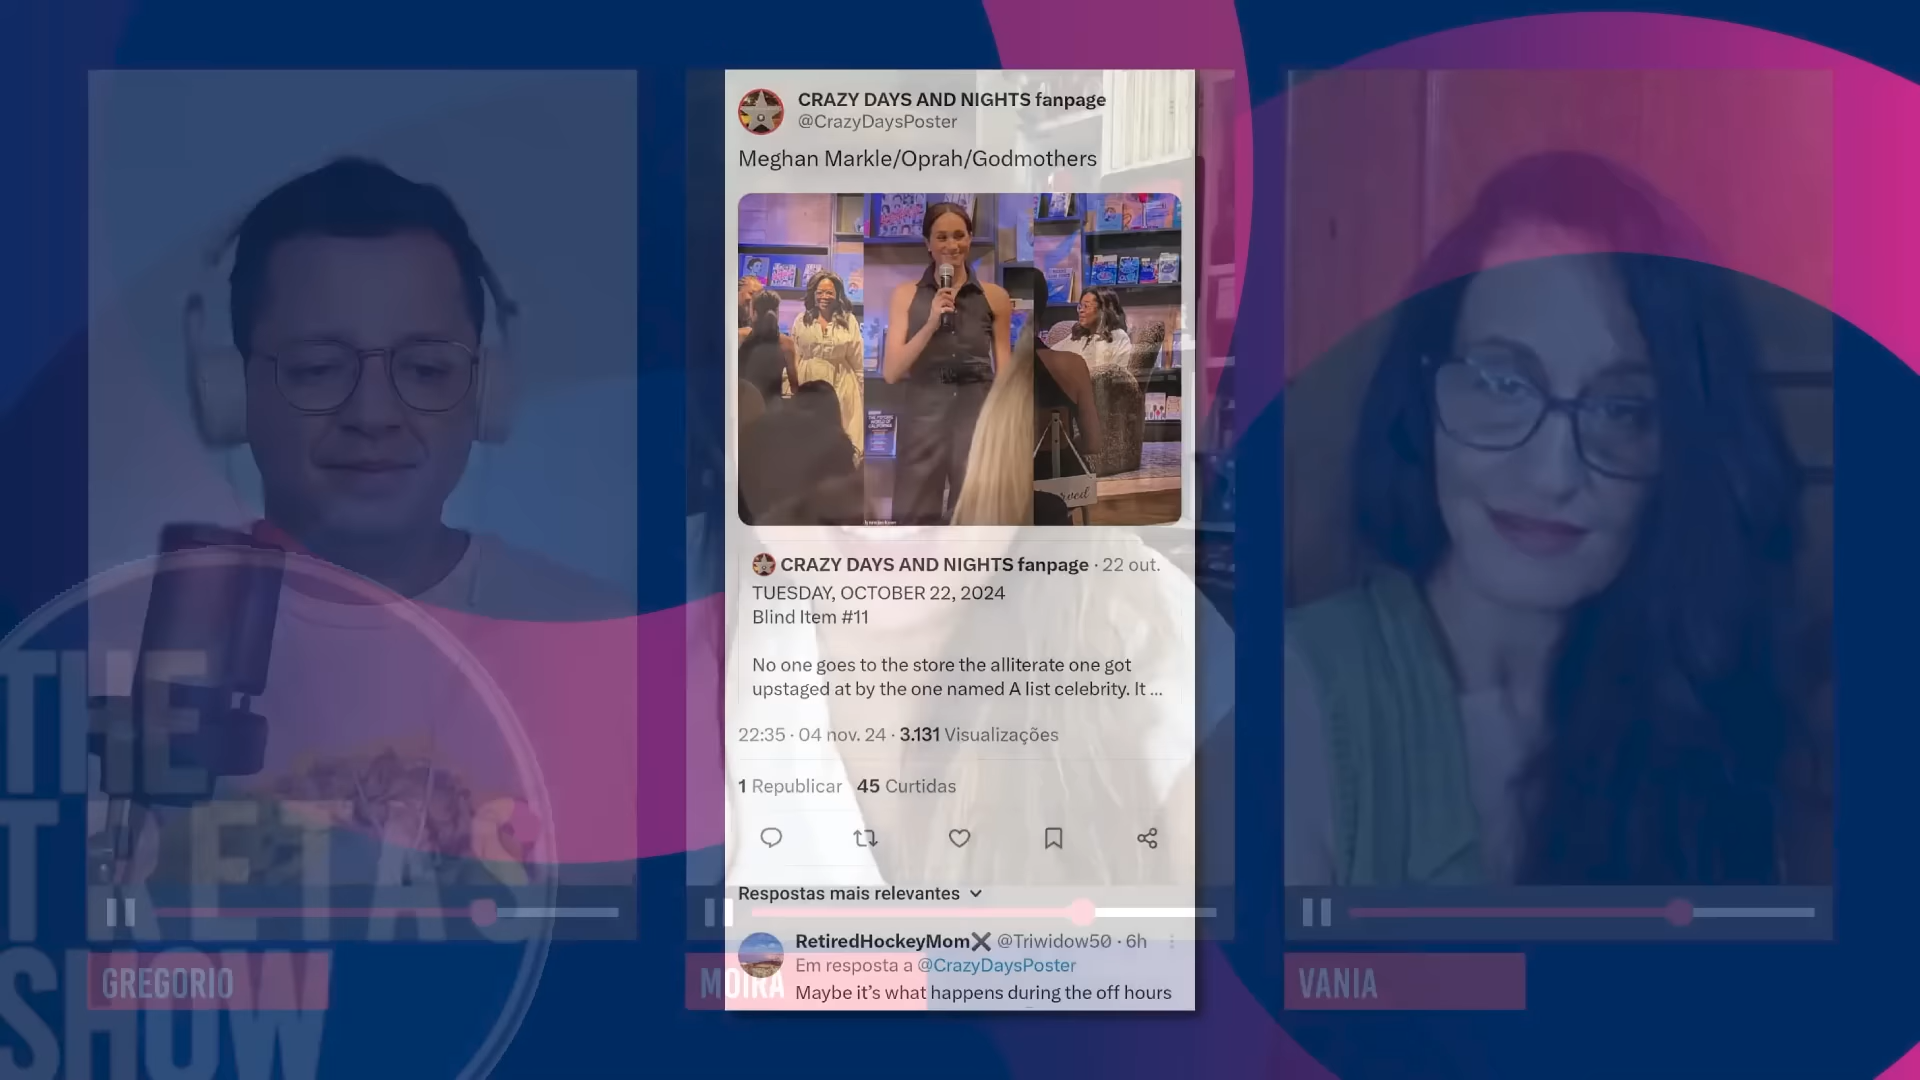 CRAZY DAYS AND NIGHTS fanpage
@CrazyDaysPoster
Meghan Markle/Oprah/Godmothers
CRAZY DAYS AND NIGHTS fanpage · 22 out.
TUESDAY, OCTOBER 22, 2024
Blind Item #11
No one goes to the store the alliterate one got
upstaged at by the one named A list celebrity. It ...
22:35 · 04 nov. 24 · 3.131 Visualizações
1 Republicar 45 Curtidas
Respostas mais relevantes
RetiredHockeyMom @Triwidow50 · 6h
Em resposta a @CrazyDaysPoster
Maybe it's what happens during the off hours
GREGORIO
MOIRA
VANIA
THE
TRETAS
SHOW